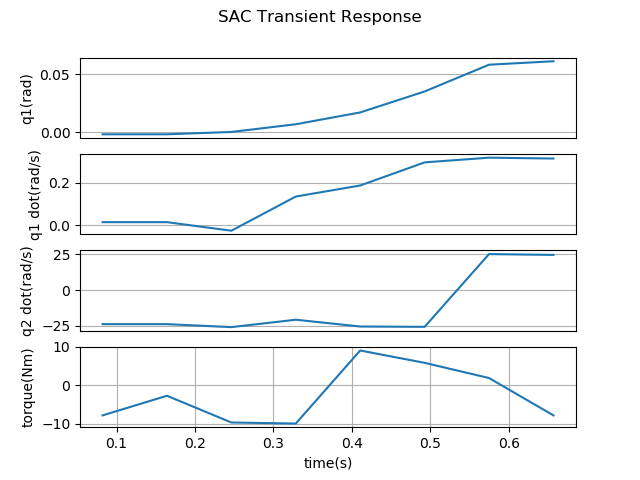 SAC Transient Response
0.05
0.00
q1(rad)
0.2
0.0
q1 dot(rad/s)
25
0
−25
q2 dot(rad/s)
10
0
−10
torque(Nm)
0.1 0.2 0.3 0.4 0.5 0.6
time(s)